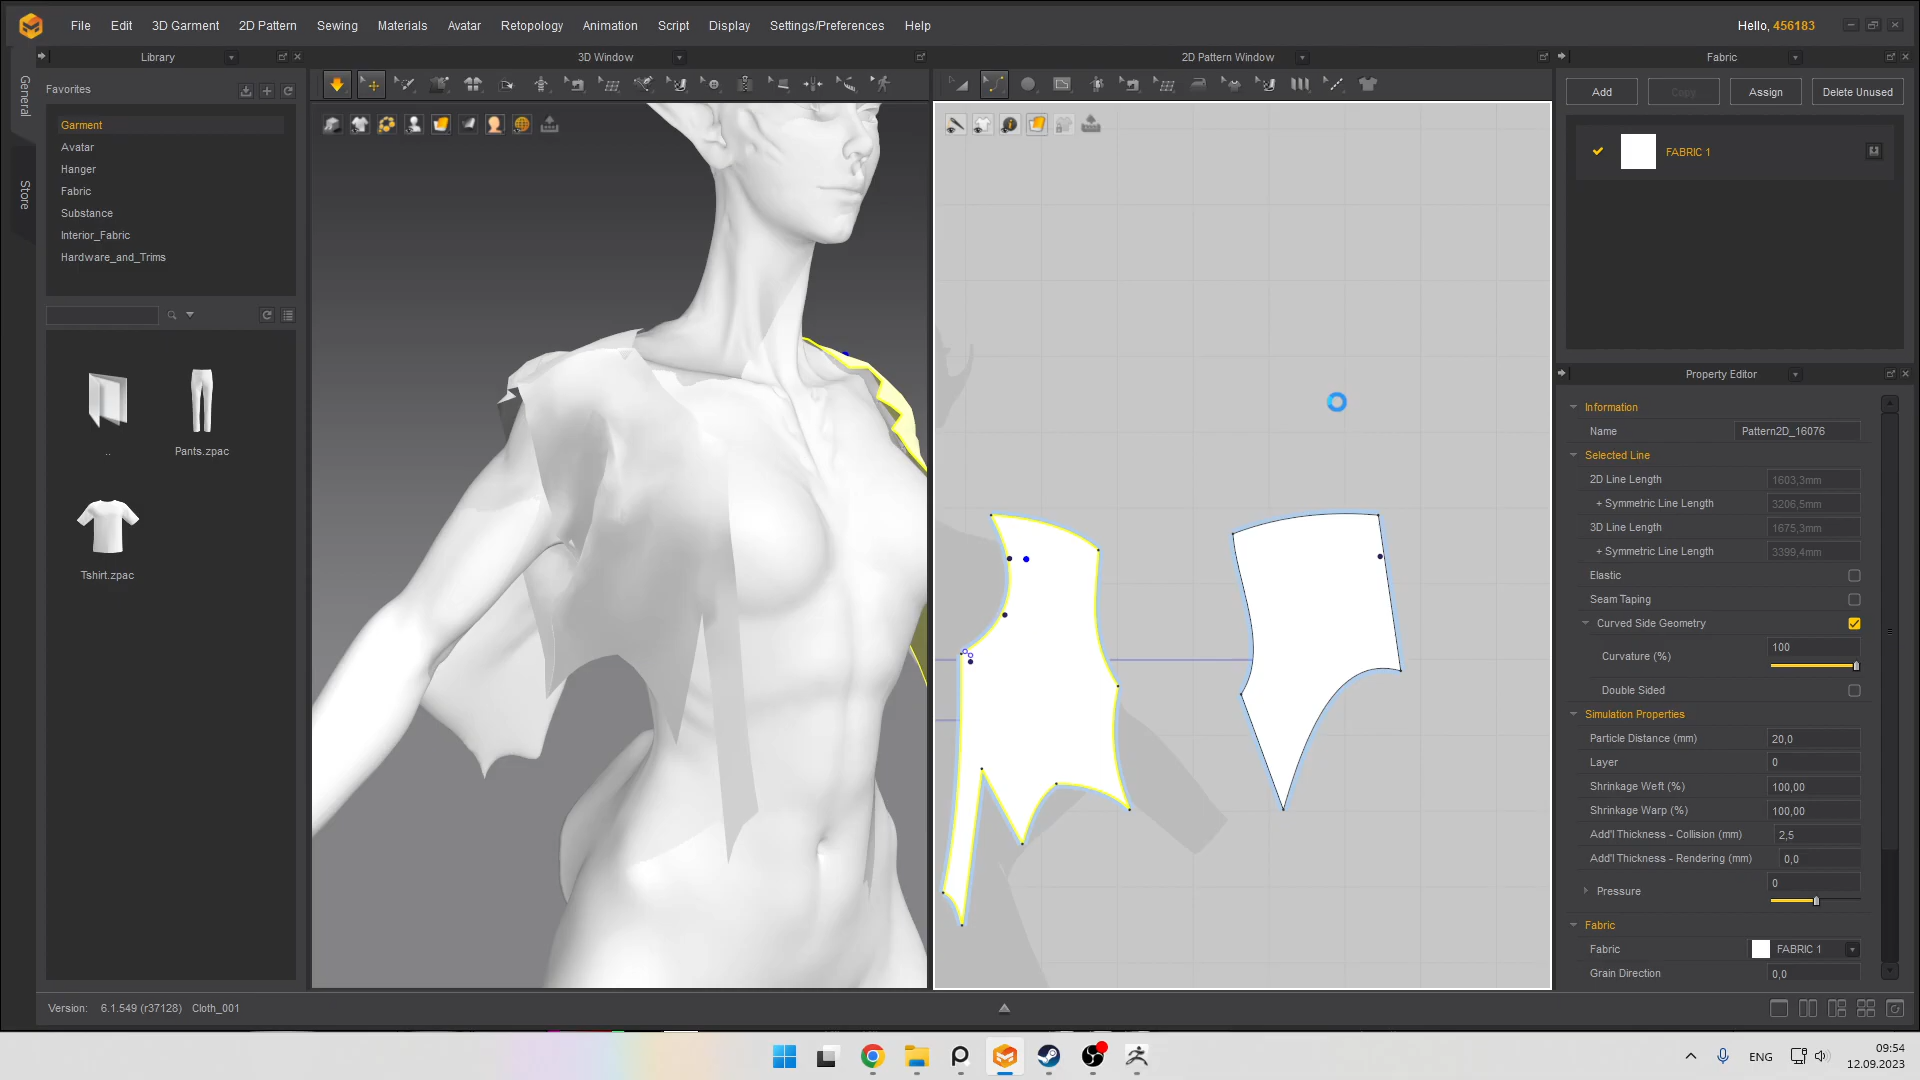 File Edit 3D Garment 2D Pattern Sewing Materials Avatar Retopology Animation Script Display Settings/Preferences Help
Hello, 456183
Library
3D Window
2D Pattern Window
Fabric
General
Store
Favorites
Garment
Avatar
Hanger
Fabric
Substance
Interior_Fabric
Hardware_and_Trims
..
Pants.zpac
Tshirt.zpac
Add
Copy
Assign
Delete Unused
FABRIC 1
Property Editor
Information
Name Pattern2D_16076
Selected Line
2D Line Length 1603,3mm
+ Symmetric Line Length 3206,5mm
3D Line Length 1675,3mm
+ Symmetric Line Length 3399,4mm
Elastic
Seam Taping
Curved Side Geometry
Curvature (%) 100
Double Sided
Simulation Properties
Particle Distance (mm) 20,0
Layer 0
Shrinkage Weft (%) 100,00
Shrinkage Warp (%) 100,00
Add'l Thickness - Collision (mm) 2,5
Add'l Thickness - Rendering (mm) 0,0
Pressure 0
Fabric
Fabric FABRIC 1
Grain Direction 0,0
Version: 6.1.549 (r37128) Cloth_001
ENG
09:54
12.09.2023